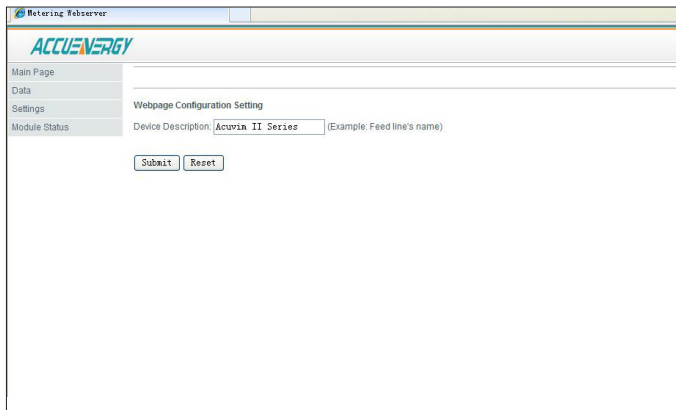 Metering Webserver
ACCUENERGY
Main Page
Data
Settings
Module Status
Webpage Configuration Setting
Device Description: Acuvim II Series (Example: Feed line's name)
Submit Reset